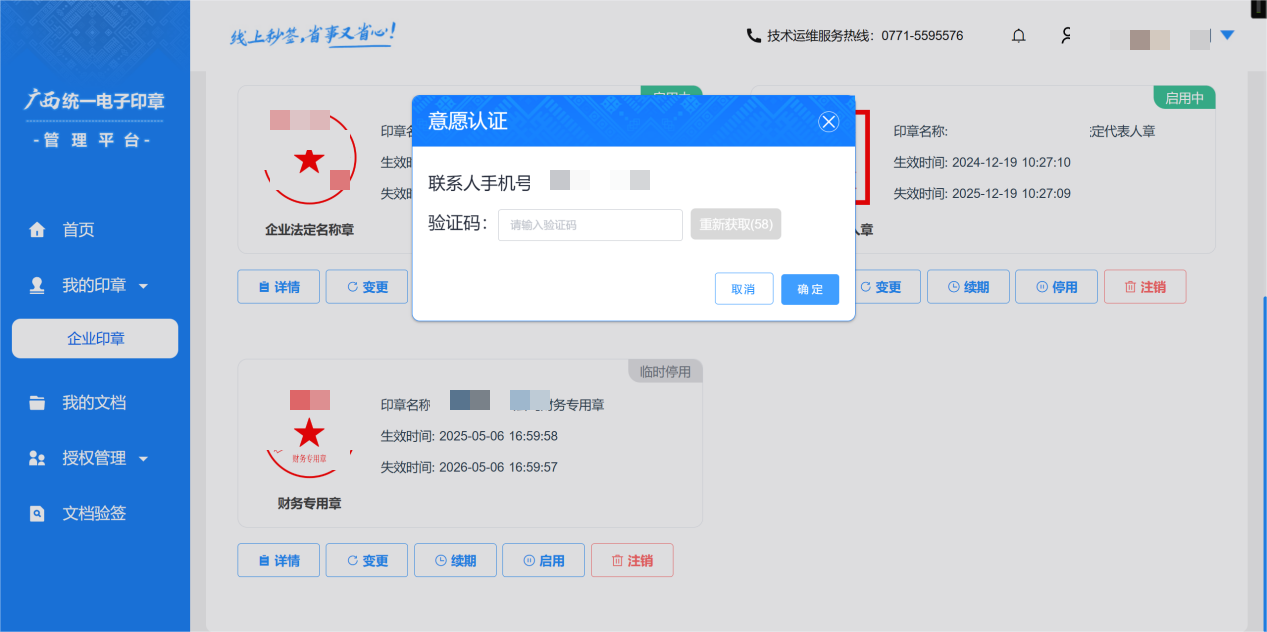 线上秒签,省事又省心!
技术运维服务热线: 0771-5595576
广西统一电子印章
-管理平台-
首页
我的印章
企业印章
我的文档
授权管理
文档验签
印章名
生效时
失效时
企业法定名称章
详情
变更
意愿认证
联系人手机号
验证码:
请输入验证码
重新获取(58)
取消
确定
启用中
印章名称:
定代表人章
生效时间: 2024-12-19 10:27:10
失效时间: 2025-12-19 10:27:09
人章
变更
续期
停用
注销
临时停用
财务专用章
印章名称
财务专用章
生效时间: 2025-05-06 16:59:58
失效时间: 2026-05-06 16:59:57
财务专用章
详情
变更
续期
启用
注销